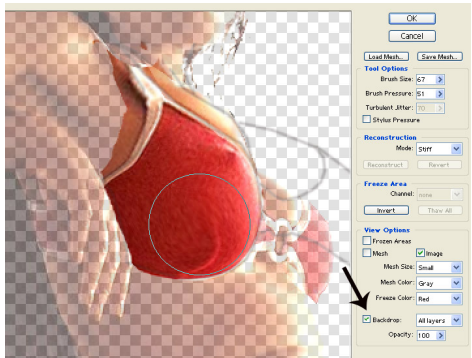 OK
Cancel
Load Mesh... Save Mesh...
Tool Options
Brush Size: 67
Brush Pressure: 51
Turbulent Jitter: 70
Stylus Pressure
Reconstruction
Mode: Stiff
Reconstruct Revert
Freeze Area
Channel: none
Invert Thaw All
View Options
Frozen Areas
Mesh Image
Mesh Size: Small
Mesh Color: Gray
Freeze Color: Red
Backdrop: All layers
Opacity: 100